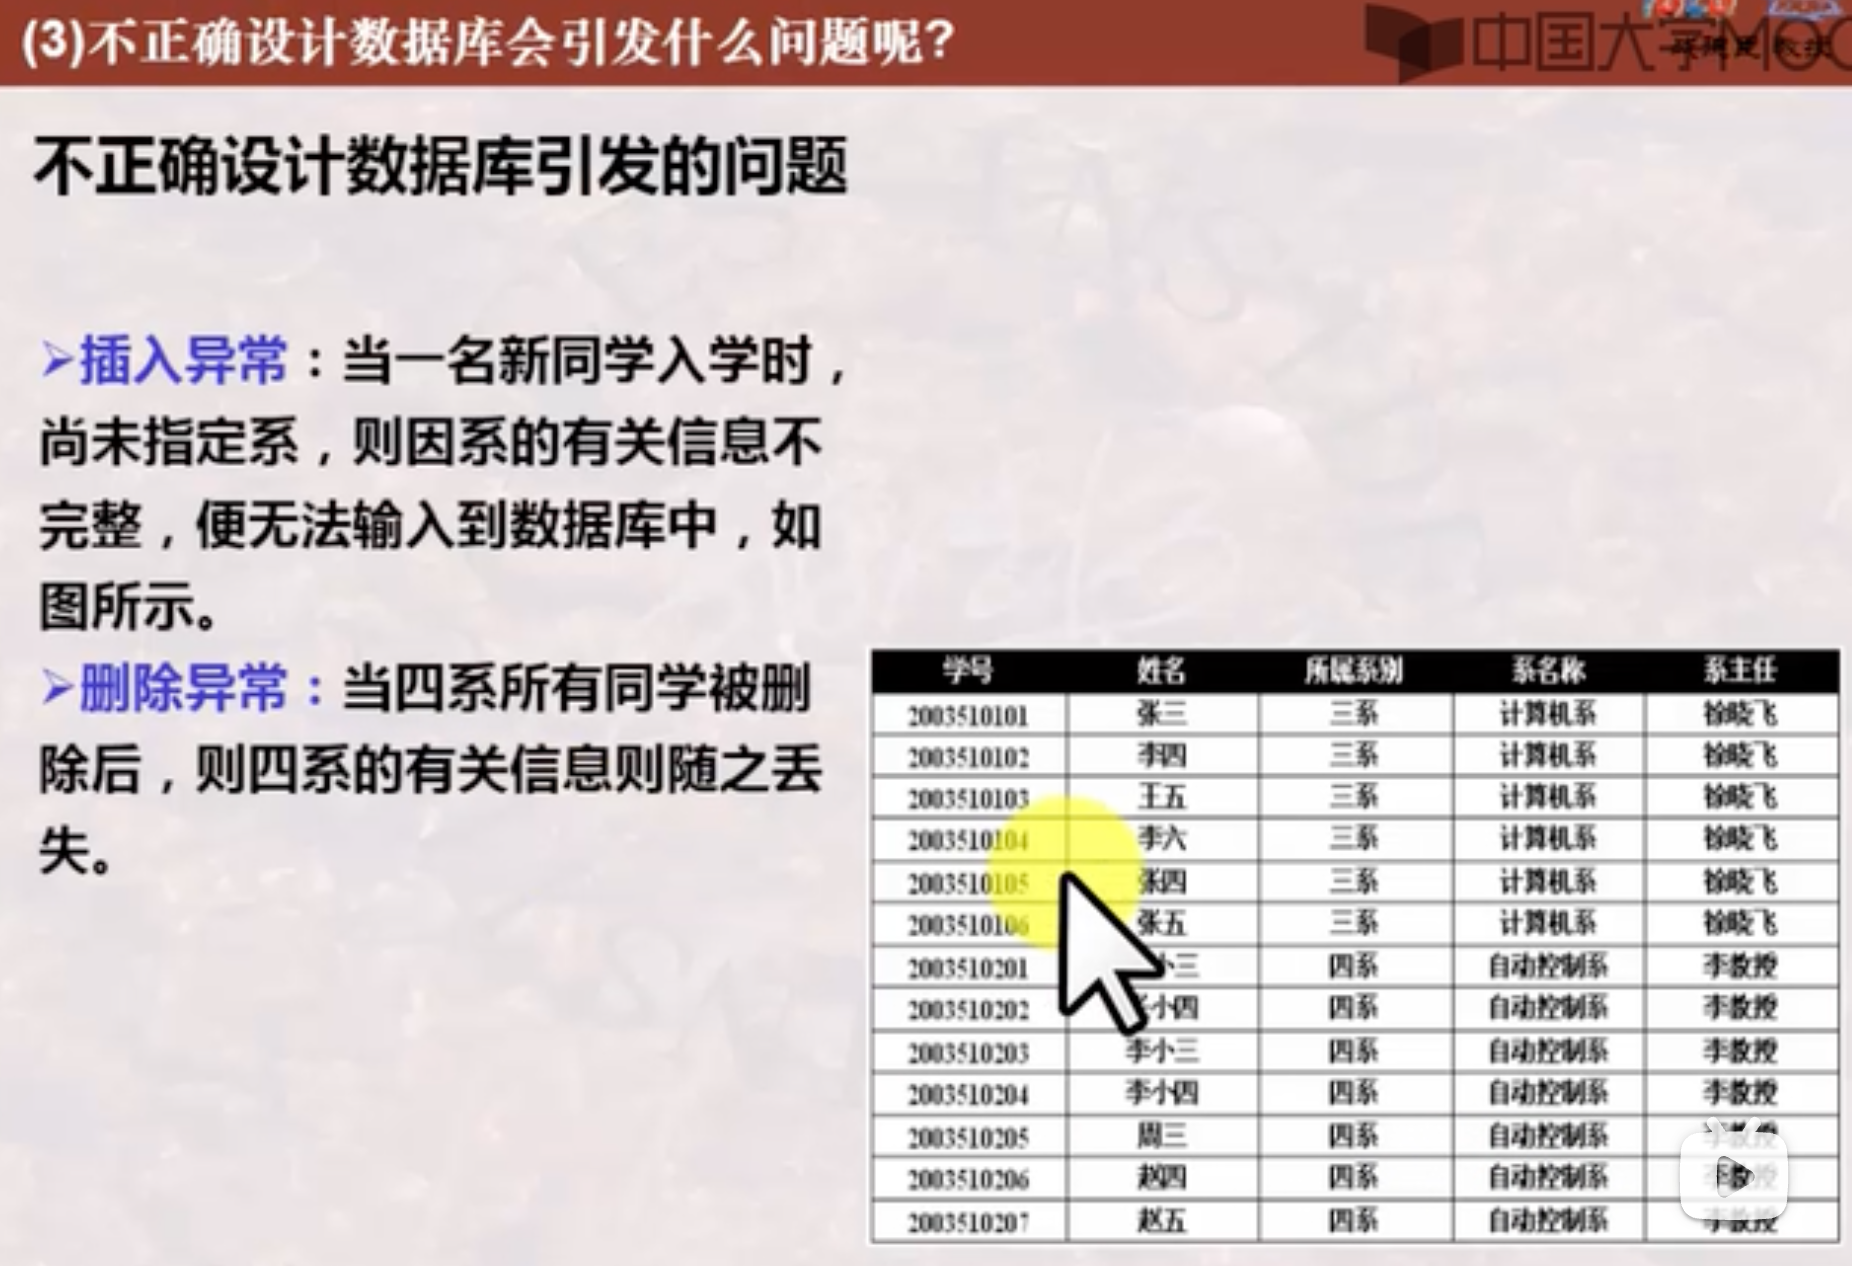 (3)不正确设计数据库会引发什么问题呢?
中国大学MOO
不正确设计数据库引发的问题
➢插入异常：当一名新同学入学时，
尚未指定系，则因系的有关信息不
完整，便无法输入到数据库中，如
图所示。
➢删除异常：当四系所有同学被删
除后，则四系的有关信息则随之丢
失。
学号 姓名 所属系别 系名称 系主任
2003510101 张三 三系 计算机系 徐晓飞
2003510102 李四 三系 计算机系 徐晓飞
2003510103 王五 三系 计算机系 徐晓飞
2003510104 李六 三系 计算机系 徐晓飞
2003510105 张四 三系 计算机系 徐晓飞
2003510106 张五 三系 计算机系 徐晓飞
2003510201 小三 四系 自动控制系 李教授
2003510202 小四 四系 自动控制系 李教授
2003510203 李小三 四系 自动控制系 李教授
2003510204 李小四 四系 自动控制系 李教授
2003510205 周三 四系 自动控制系 李教授
2003510206 赵四 四系 自动控制系 李教授
2003510207 赵五 四系 自动控制系 李教授